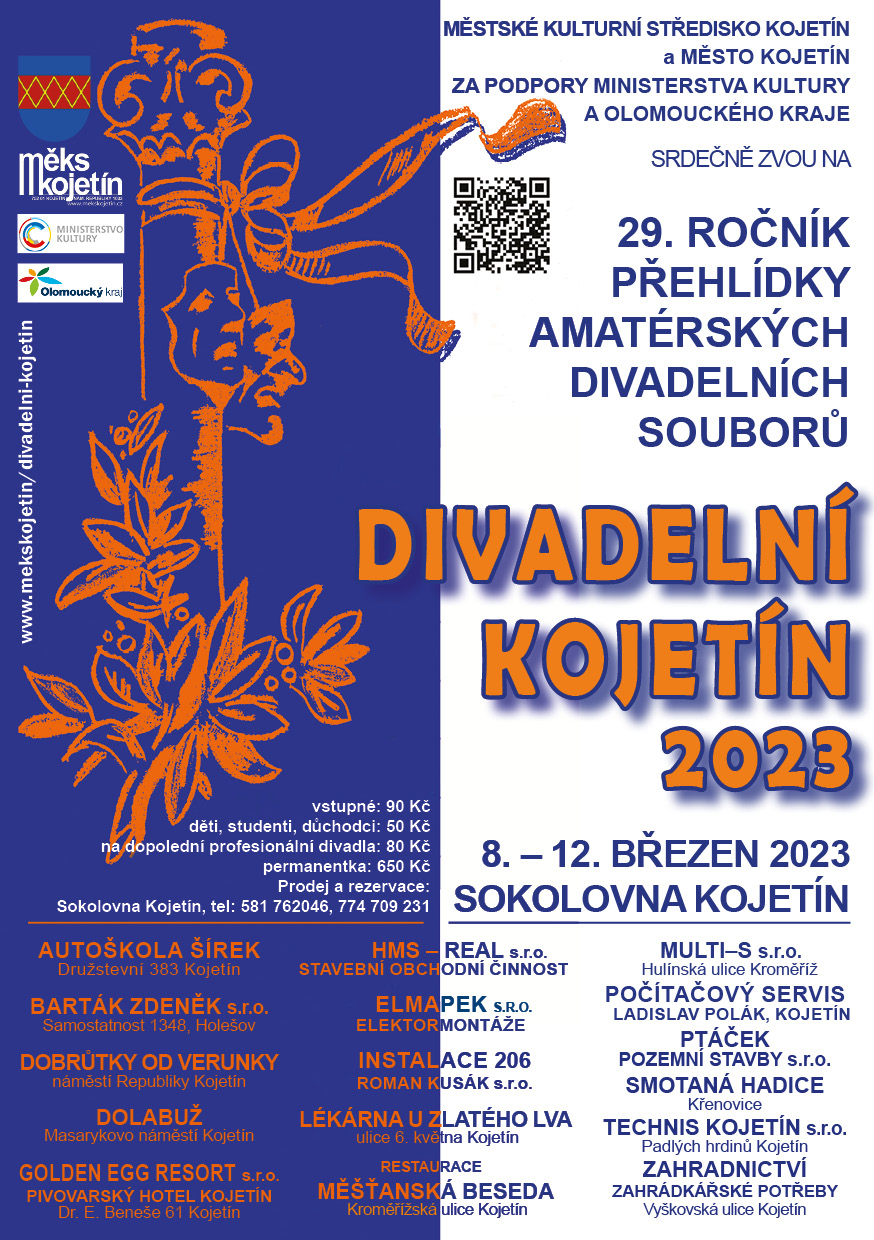 MĚSTSKÉ KULTURNÍ STŘEDISKO KOJETÍN
a MĚSTO KOJETÍN
ZA PODPORY MINISTERSTVA KULTURY
A OLOMOUCKÉHO KRAJE
SRDEČNĚ ZVOU NA
měks
kojetín
www.mekskojetin.cz
MINISTERSTVO
KULTURY
Olomoucký kraj
www.mekskojetin/ divadelni-kojetin
29. ROČNÍK
PŘEHLÍDKY
AMATÉRSKÝCH
DIVADELNÍCH
SOUBORŮ
DIVADELNÍ
KOJETÍN
2023
vstupné: 90 Kč
děti, studenti, důchodci: 50 Kč
na dopolední profesionální divadla: 80 Kč
permanentka: 650 Kč
Prodej a rezervace:
Sokolovna Kojetín, tel: 581 762046, 774 709 231
8. – 12. BŘEZEN 2023
SOKOLOVNA KOJETÍN
AUTOŠKOLA ŠÍREK
Družstevní 383 Kojetín
BARTÁK ZDENĚK s.r.o.
Samostatnost 1348, Holešov
DOBRŮTKY OD VERUNKY
náměstí Republiky Kojetín
DOLABUŽ
Masarykovo náměstí Kojetín
GOLDEN EGG RESORT s.r.o.
PIVOVARSKÝ HOTEL KOJETÍN
Dr. E. Beneše 61 Kojetín
HMS – REAL s.r.o.
STAVEBNÍ OBCHODNÍ ČINNOST
ELMAPEK S.R.O.
ELEKTORMONTÁŽE
INSTALACE 206
ROMAN KUSÁK s.r.o.
LÉKÁRNA U ZLATÉHO LVA
ulice 6. května Kojetín
RESTAURACE
MĚŠŤANSKÁ BESEDA
Kroměřížská ulice Kojetín
MULTI–S s.r.o.
Hulínská ulice Kroměříž
POČÍTAČOVÝ SERVIS
LADISLAV POLÁK, KOJETÍN
PTÁČEK
POZEMNÍ STAVBY s.r.o.
SMOTANÁ HADICE
Křenovice
TECHNIS KOJETÍN s.r.o.
Padlých hrdinů Kojetín
ZAHRADNICTVÍ
ZAHRÁDKÁŘSKÉ POTŘEBY
Vyškovská ulice Kojetín